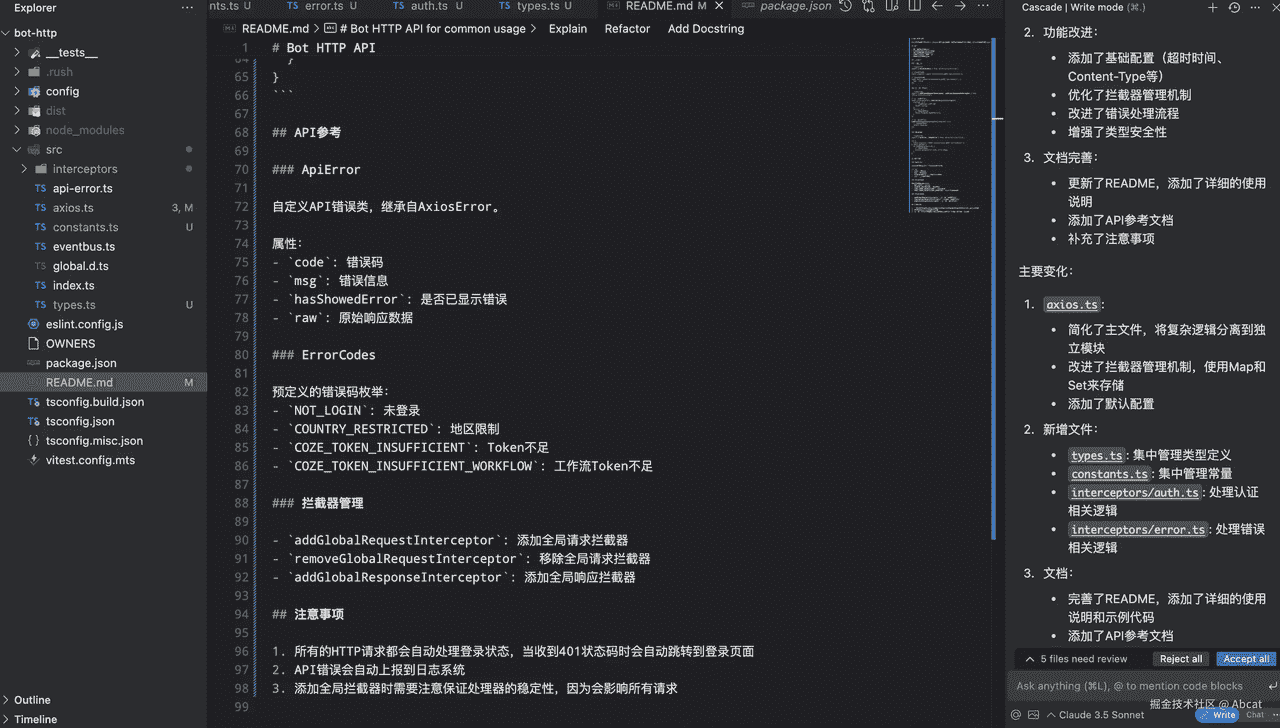 Explorer
nts.ts U
TS error.ts U
TS auth.ts U
TS types.ts U
README.md M
package.json
Cascade | Write mode (⌘.)
bot-http
__tests__
.rush
config
dist
node_modules
src
interceptors
TS api-error.ts
TS axios.ts 3, M
TS constants.ts U
TS eventbus.ts
TS global.d.ts
TS index.ts
TS types.ts U
eslint.config.js
OWNERS
package.json
README.md M
tsconfig.build.json
tsconfig.json
tsconfig.misc.json
vitest.config.mts
Outline
Timeline
README.md > # Bot HTTP API for common usage > Explain Refactor Add Docstring
1 # Bot HTTP API
64 }
65 }
66 ```
67
68 ## API参考
69
70 ### ApiError
71
72 自定义API错误类，继承自AxiosError。
73
74 属性：
75 - `code`: 错误码
76 - `msg`: 错误信息
77 - `hasShowedError`: 是否已显示错误
78 - `raw`: 原始响应数据
79
80 ### ErrorCodes
81
82 预定义的错误码枚举：
83 - `NOT_LOGIN`: 未登录
84 - `COUNTRY_RESTRICTED`: 地区限制
85 - `COZE_TOKEN_INSUFFICIENT`: Token不足
86 - `COZE_TOKEN_INSUFFICIENT_WORKFLOW`: 工作流Token不足
87
88 ### 拦截器管理
89
90 - `addGlobalRequestInterceptor`: 添加全局请求拦截器
91 - `removeGlobalRequestInterceptor`: 移除全局请求拦截器
92 - `addGlobalResponseInterceptor`: 添加全局响应拦截器
93
94 ## 注意事项
95
96 1. 所有的HTTP请求都会自动处理登录状态，当收到401状态码时会自动跳转到登录页面
97 2. API错误会自动上报到日志系统
98 3. 添加全局拦截器时需要注意保证处理器的稳定性，因为会影响所有请求
99
2. 功能改进：
• 添加了基础配置（超时时间、
Content-Type等）
• 优化了拦截器管理机制
• 改进了错误处理流程
• 增强了类型安全性
3. 文档完善：
• 更新了README，添加了详细的使用
说明
• 添加了API参考文档
• 补充了注意事项
主要变化：
1. axios.ts:
• 简化了主文件，将复杂逻辑分离到独
立模块
• 改进了拦截器管理机制，使用Map和
Set来存储
• 添加了默认配置
2. 新增文件：
• types.ts: 集中管理类型定义
• constants.ts: 集中管理常量
• interceptors/auth.ts: 处理认证
相关逻辑
• interceptors/error.ts: 处理错误
相关逻辑
3. 文档：
• 完善了README，添加了详细的使用
说明和示例代码
• 添加了API参考文档
5 files need review Reject all Accept all
Ask anything (⌘L), @ to mention code blocks
掘金技术社区 @ Abcat
Claude 3.5 Sonnet Write Chat